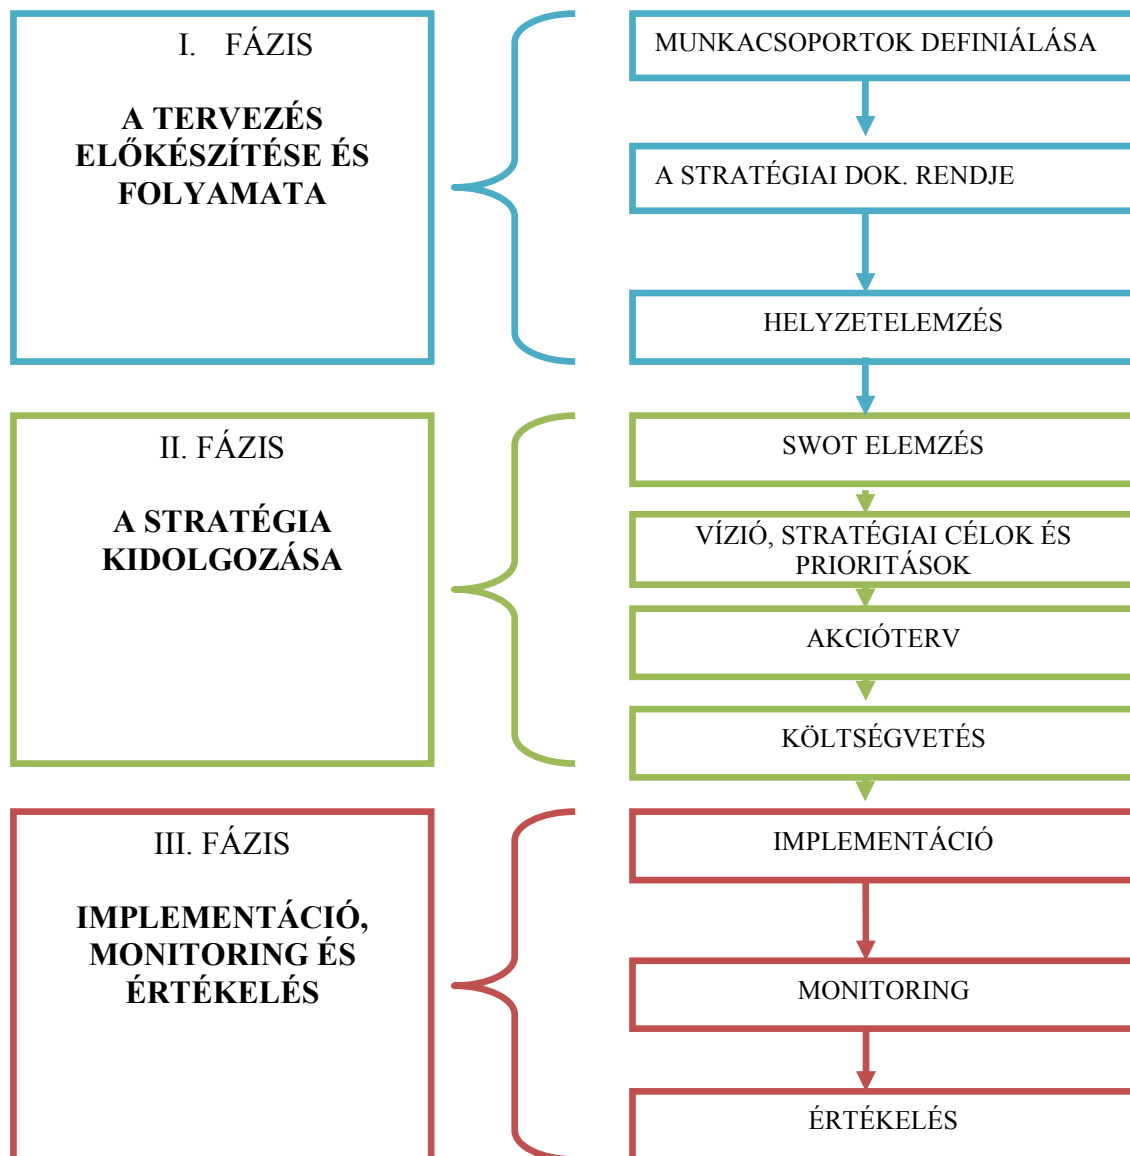 I. FÁZIS
A TERVEZÉS
ELŐKÉSZÍTÉSE ÉS
FOLYAMATA
MUNKACSOPORTOK DEFINIÁLÁSA
A STRATÉGIAI DOK. RENDJE
HELYZETELEMZÉS
II. FÁZIS
A STRATÉGIA
KIDOLGOZÁSA
SWOT ELEMZÉS
VÍZIÓ, STRATÉGIAI CÉLOK ÉS
PRIORITÁSOK
AKCIÓTERV
KÖLTSÉGVETÉS
III. FÁZIS
IMPLEMENTÁCIÓ,
MONITORING ÉS
ÉRTÉKELÉS
IMPLEMENTÁCIÓ
MONITORING
ÉRTÉKELÉS